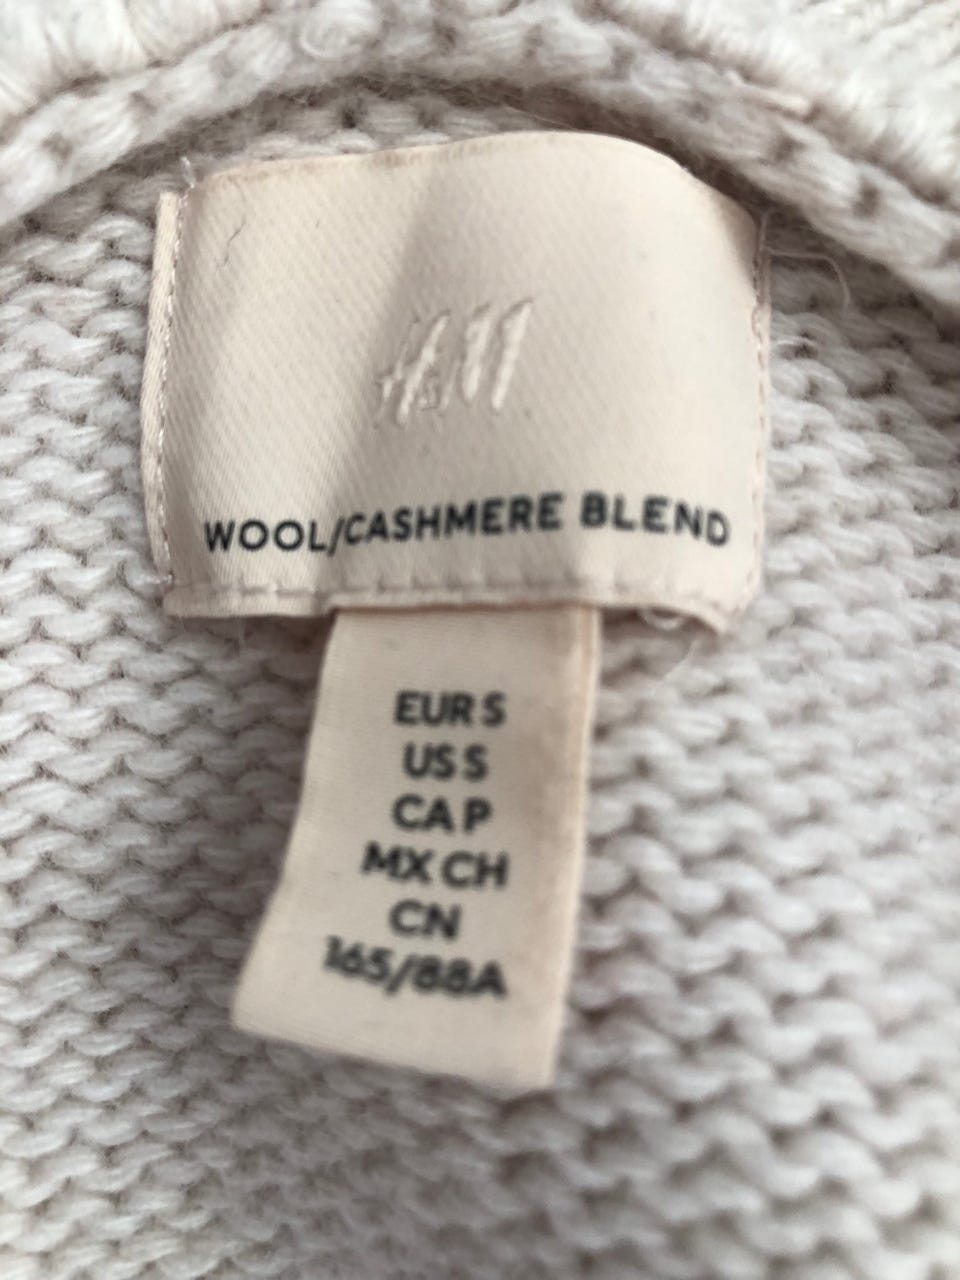 H&M
WOOL/CASHMERE BLEND
EUR S
US S
CA P
MX CH
CN
165/88A